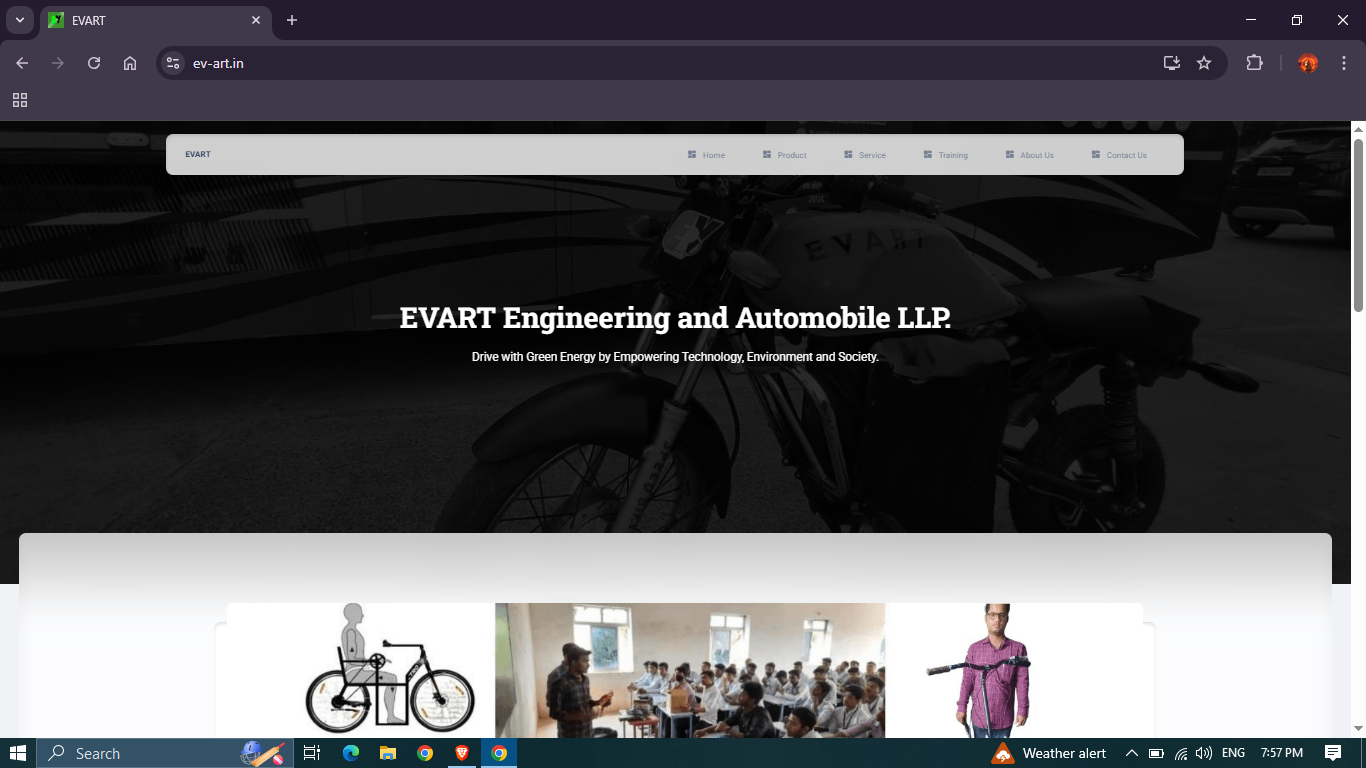 EVART
ev-art.in
EVART
Home
Product
Service
Training
About Us
Contact Us
EVART
EVART Engineering and Automobile LLP.
Drive with Green Energy by Empowering Technology, Environment and Society.
Search
Weather alert
ENG
7:57 PM